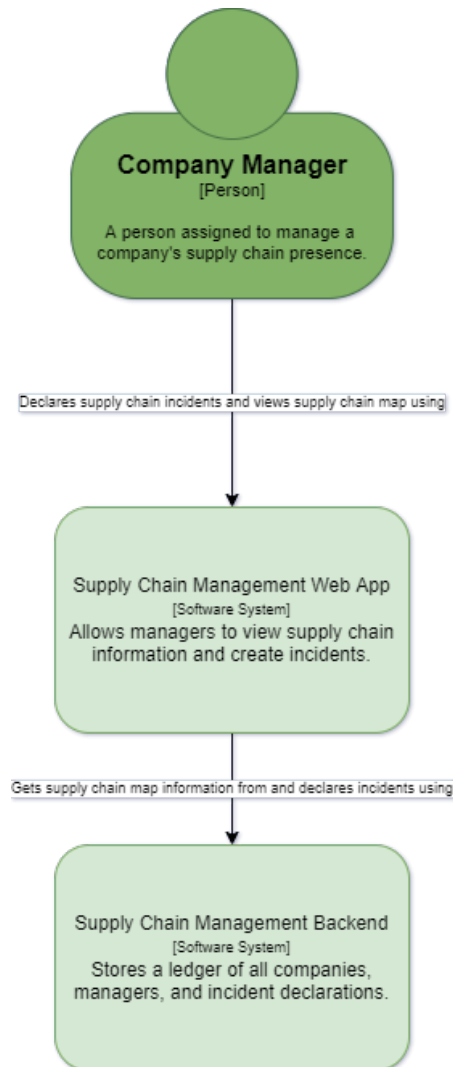 Company Manager
[Person]
A person assigned to manage a
company's supply chain presence.
Declares supply chain incidents and views supply chain map using
Supply Chain Management Web App
[Software System]
Allows managers to view supply chain
information and create incidents.
Gets supply chain map information from and declares incidents using
Supply Chain Management Backend
[Software System]
Stores a ledger of all companies,
managers, and incident declarations.